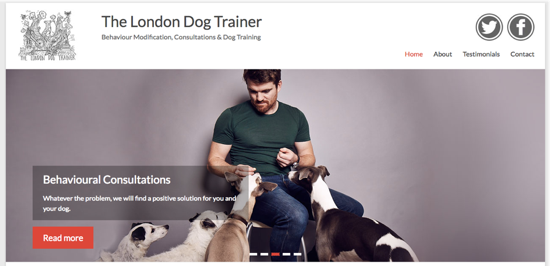 THE LONDON DOG TRAINER
The London Dog Trainer
Behaviour Modification, Consultations & Dog Training
Home About Testimonials Contact
Behavioural Consultations
Whatever the problem, we will find a positive solution for you and
your dog.
Read more